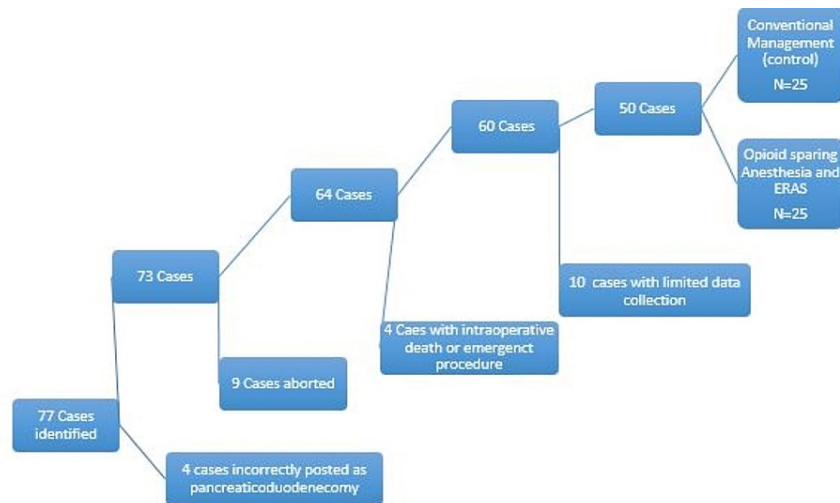 Conventional
Management
(control)
N=25
50 Cases
60 Cases
Opioid sparing
Anesthesia and
ERAS
N=25
64 Cases
73 Cases
10 cases with limited data
collection
4 Caes with intraoperative
death or emergenct
procedure
9 Cases aborted
77 Cases
identified
4 cases incorrectly posted as
pancreaticoduodenecomy